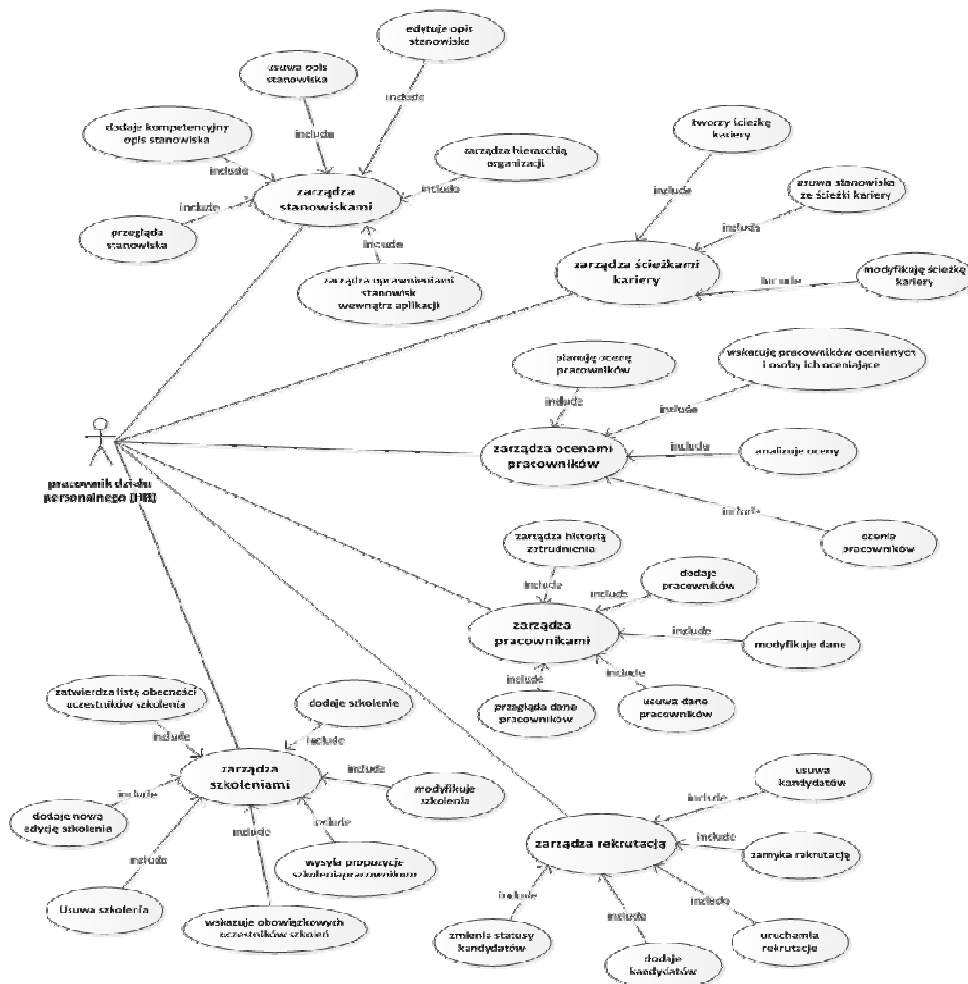 edytuje opis
stanowiska
usuwa opis
stanowiska
include
include
dodaje kompetencyjny
opis stanowiska
include
zarządza hierarchią
organizacji
include
zarządza
stanowiskami
include
przegląda
stanowiska
include
zarządza uprawnieniami
stanowisk
wewnątrz aplikacji
tworzy ścieżkę
kariery
include
usuwa stanowiska
ze ścieżki kariery
include
zarządza ścieżkami
kariery
modyfikuję ścieżkę
kariery
include
planuję ocenę
pracowników
wskazuję pracowników ocenianych
i osoby ich oceniające
include
include
zarządza ocenami
pracowników
include
analizuje oceny
include
ocenia
pracowników
pracownik działu
personalnego (HR)
zarządza historią
zatrudnienia
include
dodaje
pracowników
include
zarządza
pracownikami
include
modyfikuje dane
include
include
przegląda dane
pracowników
usuwa dane
pracowników
zatwierdza listę obecności
uczestników szkolenia
dodaje szkolenie
include
include
zarządza
szkoleniami
include
modyfikuje
szkolenia
include
dodaje nową
edycję szkolenia
include
include
include
wysyła propozycje
szkolenia pracownikom
Usuwa szkolenia
wskazuje obowiązkowych
uczestników szkoleń
usuwa
kandydatów
include
zarządza rekrutacją
include
zamyka rekrutację
include
include
include
zmienia statusy
kandydatów
dodaje
kandydatów
uruchamia
rekrutacje